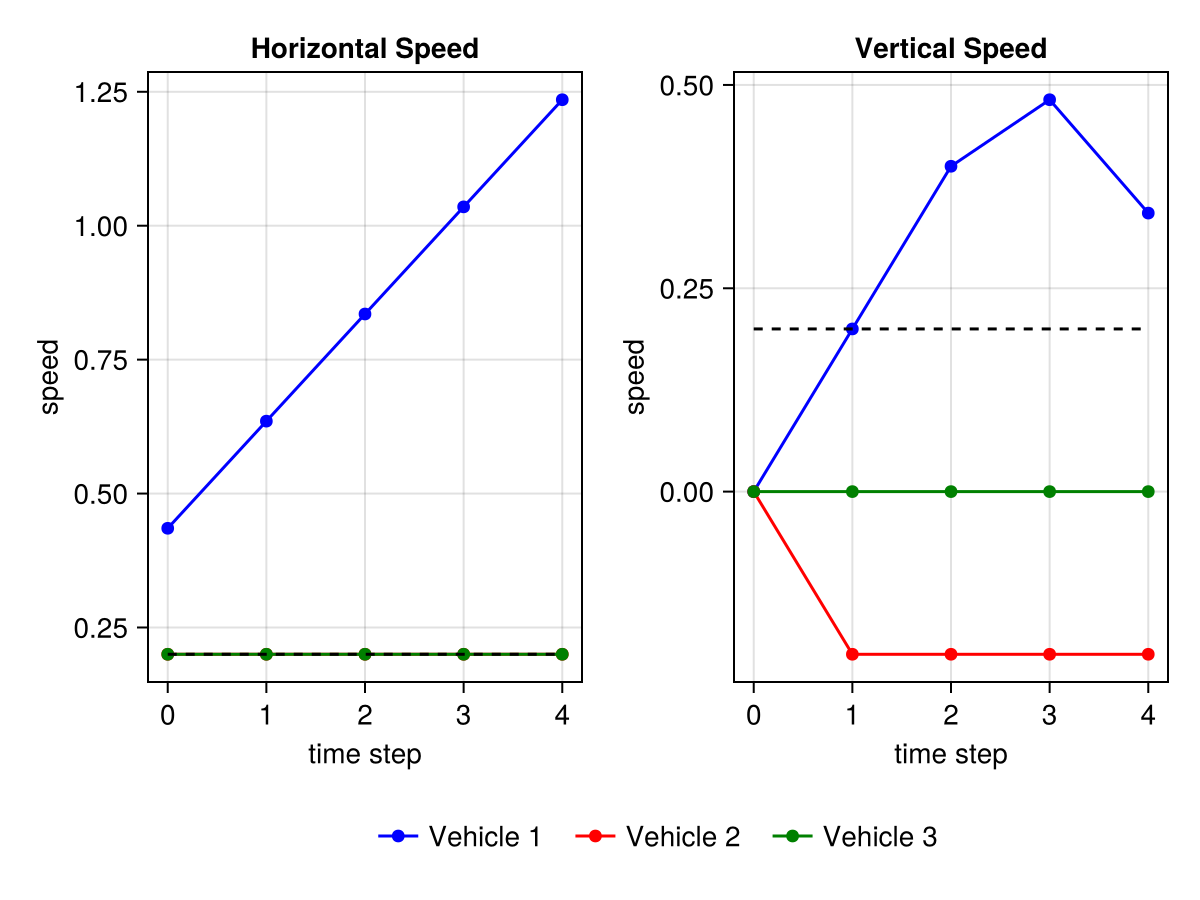 Horizontal Speed
1.25
1.00
0.75
0.50
0.25
speed
0 1 2 3 4
time step
Vertical Speed
0.50
0.25
0.00
speed
0 1 2 3 4
time step
Vehicle 1 Vehicle 2 Vehicle 3